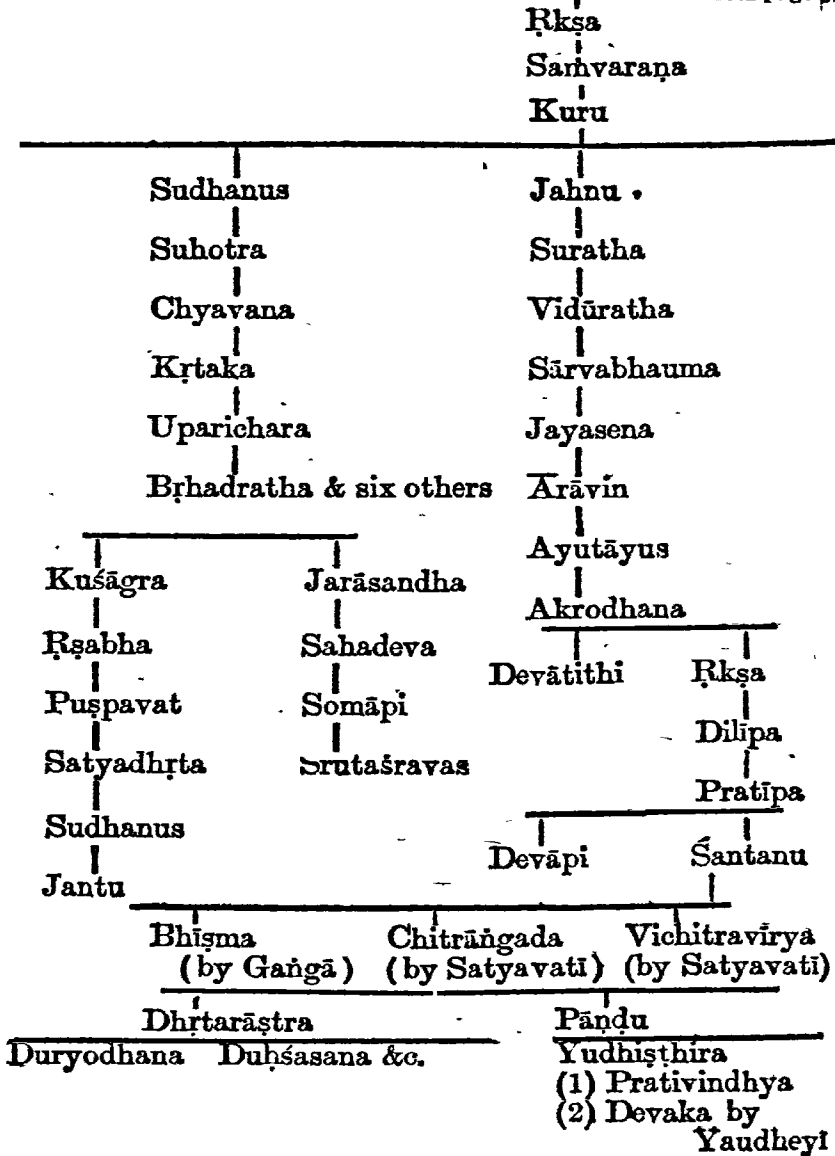 Ṛkṣa
Saṁvaraṇa
Kuru
Sudhanus Jahnu
Suhotra Suratha
Chyavana Vidūratha
Kṛtaka Sārvabhauma
Uparichara Jayasena
Bṛhadratha & six others Ārāvin
Ayutāyus
Kuśāgra Jarāsandha
Akrodhana
Ṛṣabha Sahadeva
Devātithi Ṛkṣa
Puṣpavat Somāpi
Dilīpa
Satyadhṛta Śrutaśravas
Pratīpa
Sudhanus
Devāpi Śantanu
Jantu
Bhīṣma Chitrāṅgada Vichitravīrya
(by Gaṅgā) (by Satyavatī) (by Satyavatī)
Dhṛtarāṣtra Pāṇḍu
Duryodhana Duḥśasana &c. Yudhiṣṭhira
(1) Prativindhya
(2) Devaka by
Yaudheyī